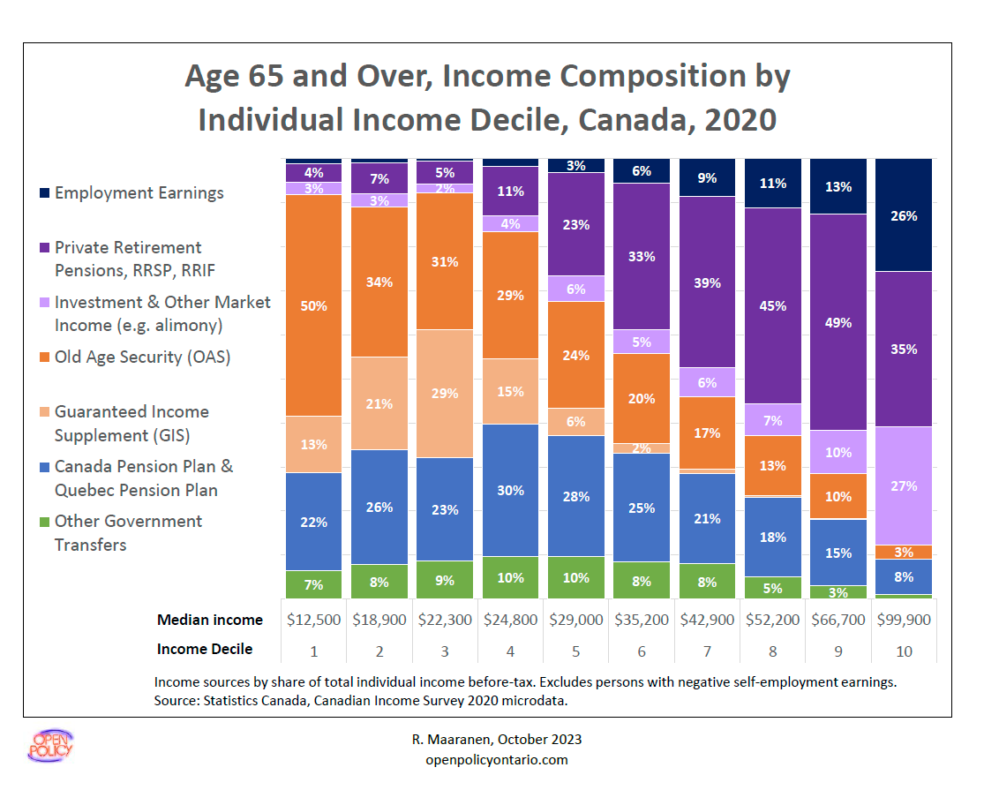 Age 65 and Over, Income Composition by
Individual Income Decile, Canada, 2020
Employment Earnings
Private Retirement
Pensions, RRSP, RRIF
Investment & Other Market
Income (e.g. alimony)
Old Age Security (OAS)
Guaranteed Income
Supplement (GIS)
Canada Pension Plan &
Quebec Pension Plan
Other Government
Transfers
4%
3%
50%
13%
22%
7%
7%
3%
34%
21%
26%
8%
5%
2%
31%
29%
23%
9%
11%
4%
29%
15%
30%
10%
3%
23%
6%
24%
6%
28%
10%
6%
33%
5%
20%
2%
25%
8%
9%
39%
6%
17%
21%
8%
11%
45%
7%
13%
18%
5%
13%
49%
10%
10%
15%
3%
26%
35%
27%
3%
8%
Median income $12,500 $18,900 $22,300 $24,800 $29,000 $35,200 $42,900 $52,200 $66,700 $99,900
Income Decile 1 2 3 4 5 6 7 8 9 10
Income sources by share of total individual income before-tax. Excludes persons with negative self-employment earnings.
Source: Statistics Canada, Canadian Income Survey 2020 microdata.
OPEN
POLICY
R. Maaranen, October 2023
openpolicyontario.com